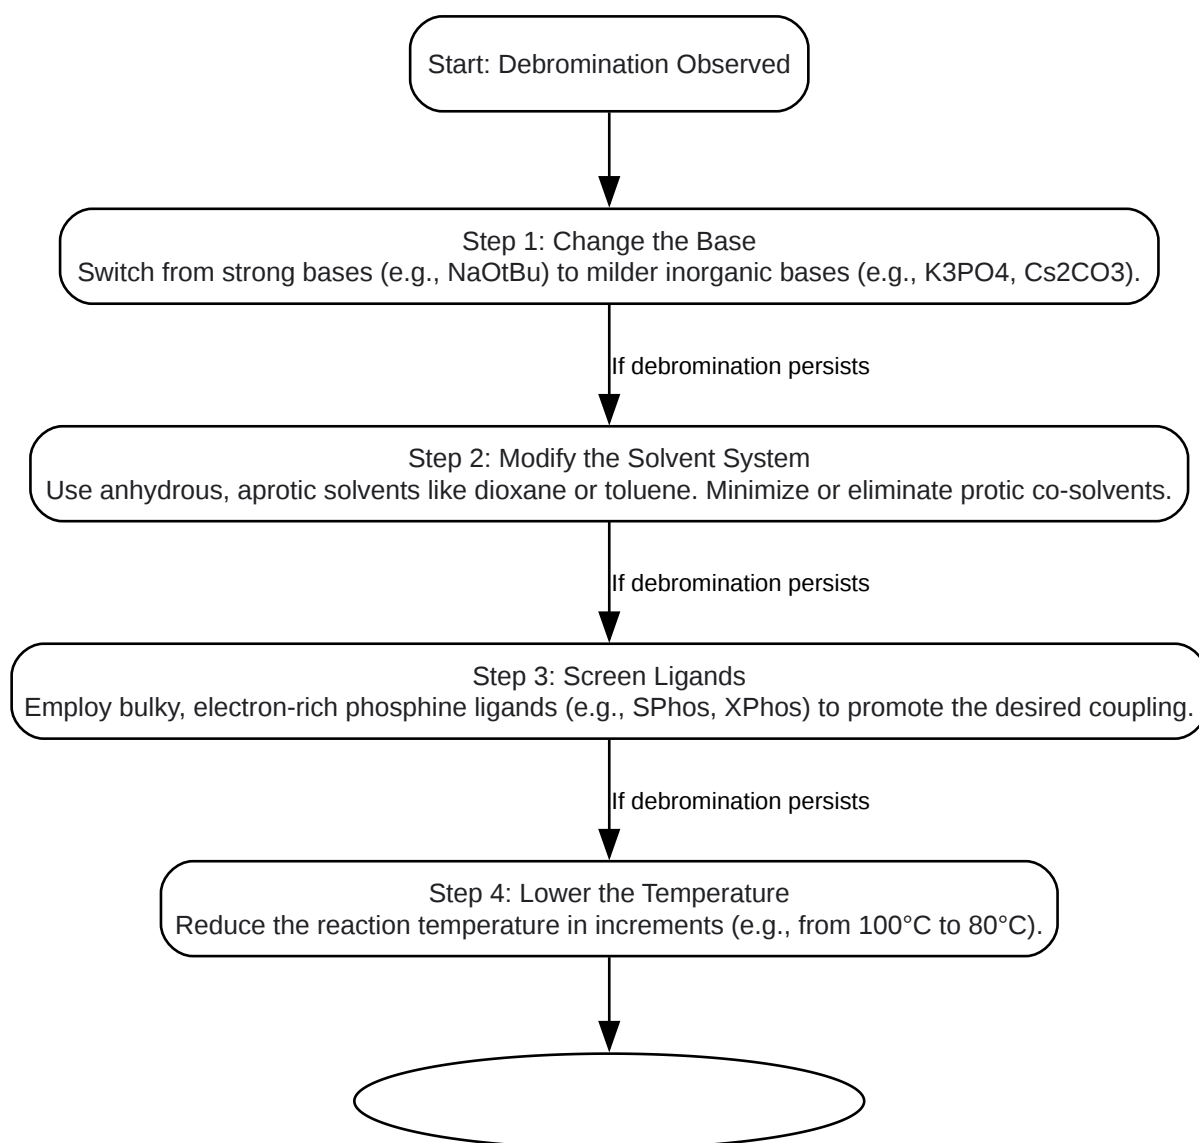 Start: Debromination Observed
Step 1: Change the Base
Switch from strong bases (e.g., NaOtBu) to milder inorganic bases (e.g., K3PO4, Cs2CO3).
If debromination persists
Step 2: Modify the Solvent System
Use anhydrous, aprotic solvents like dioxane or toluene. Minimize or eliminate protic co-solvents.
If debromination persists
Step 3: Screen Ligands
Employ bulky, electron-rich phosphine ligands (e.g., SPhos, XPhos) to promote the desired coupling.
If debromination persists
Step 4: Lower the Temperature
Reduce the reaction temperature in increments (e.g., from 100°C to 80°C).